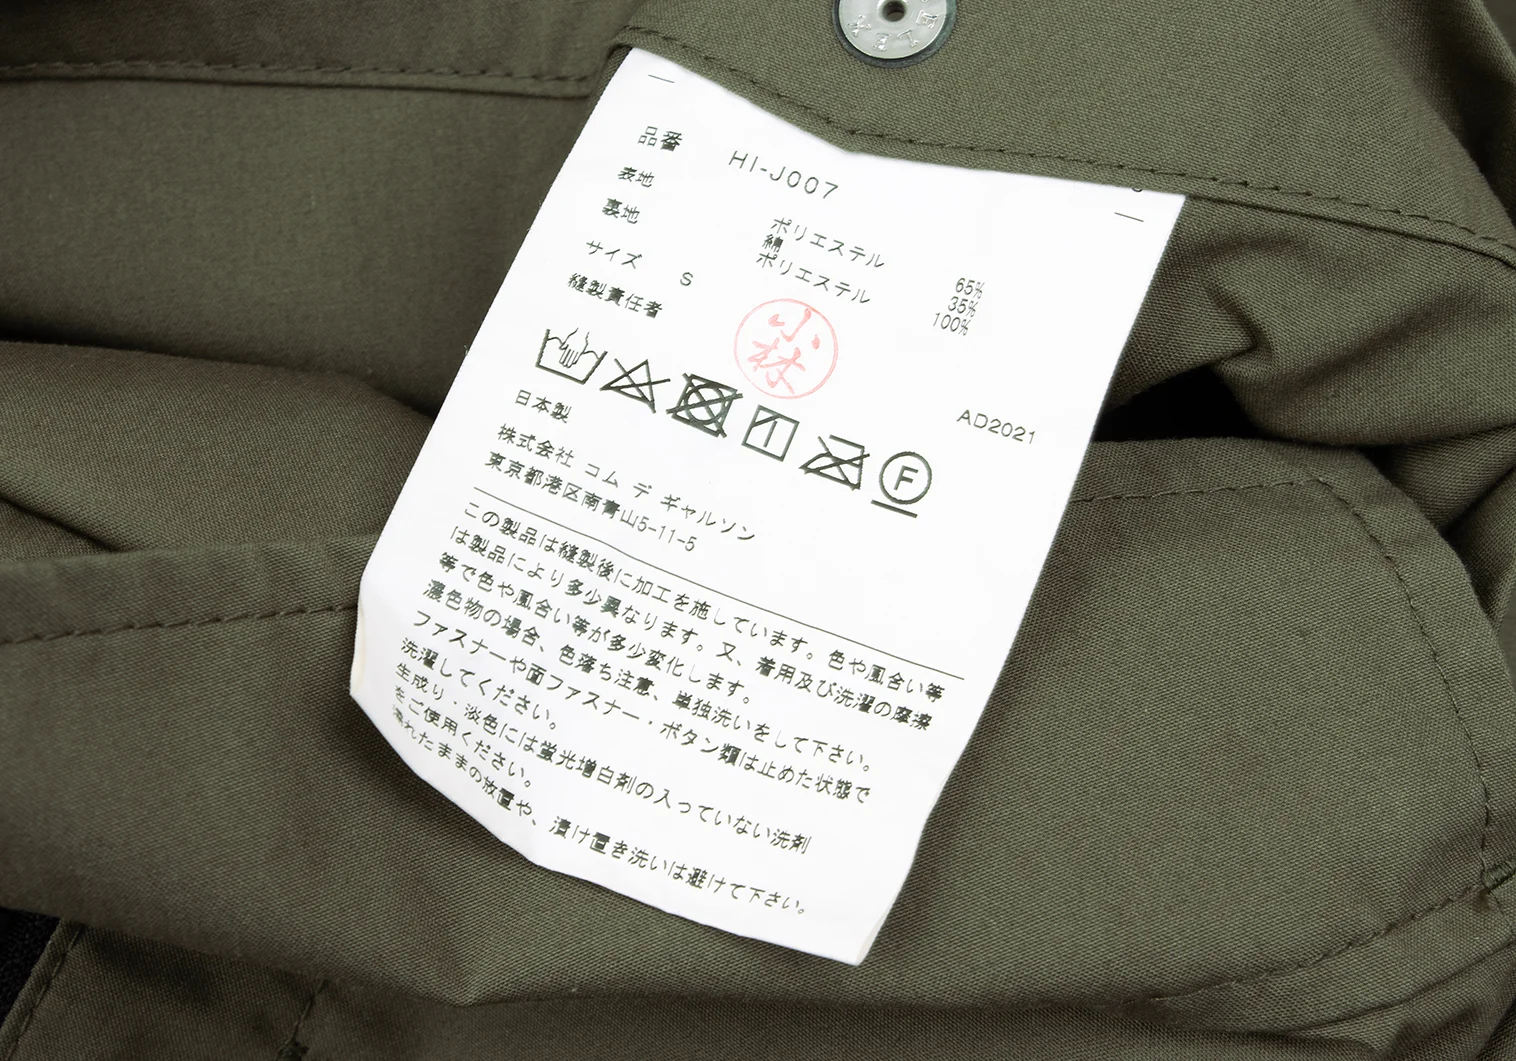 品番 HI-J007
表地 ポリエステル 65%
綿 35%
裏地 ポリエステル 100%
サイズ S
縫製責任者 小林
AD2021
F
日本製
株式会社 コム デ ギャルソン
東京都港区南青山5-11-5
この製品は縫製後に加工を施しています。色や風合い等
は製品により多少異なります。又、着用及び洗濯の摩擦
等で色や風合い等が多少変化します。
濃色物の場合、色落ち注意、単独洗いをして下さい。
ファスナーや面ファスナー・ボタン類は止めた状態で
洗濯してください。
生成り・淡色には蛍光増白剤の入っていない洗剤
をご使用ください。
濡れたままの放置や、漬け置き洗いは避けて下さい。